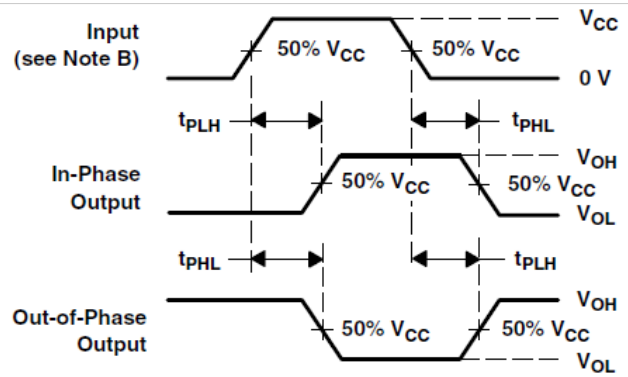 Input
(see Note B)
50% VCC
50% VCC
VCC
0 V
tPLH
tPHL
In-Phase
Output
50% VCC
50% VCC
VOH
VOL
tPHL
tPLH
Out-of-Phase
Output
50% VCC
50% VCC
VOH
VOL